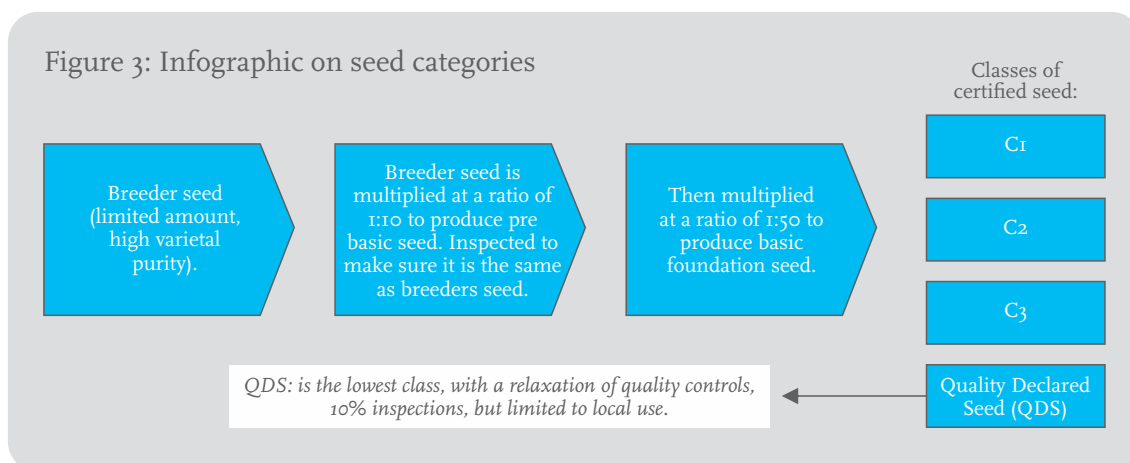 Figure 3: Infographic on seed categories
Classes of
certified seed:
Breeder seed
(limited amount,
high varietal
purity).
Breeder seed is
multiplied at a ratio of
1:10 to produce pre
basic seed. Inspected to
make sure it is the same
as breeders seed.
Then multiplied
at a ratio of 1:50 to
produce basic
foundation seed.
C1
C2
C3
Quality Declared
Seed (QDS)
QDS: is the lowest class, with a relaxation of quality controls,
10% inspections, but limited to local use.